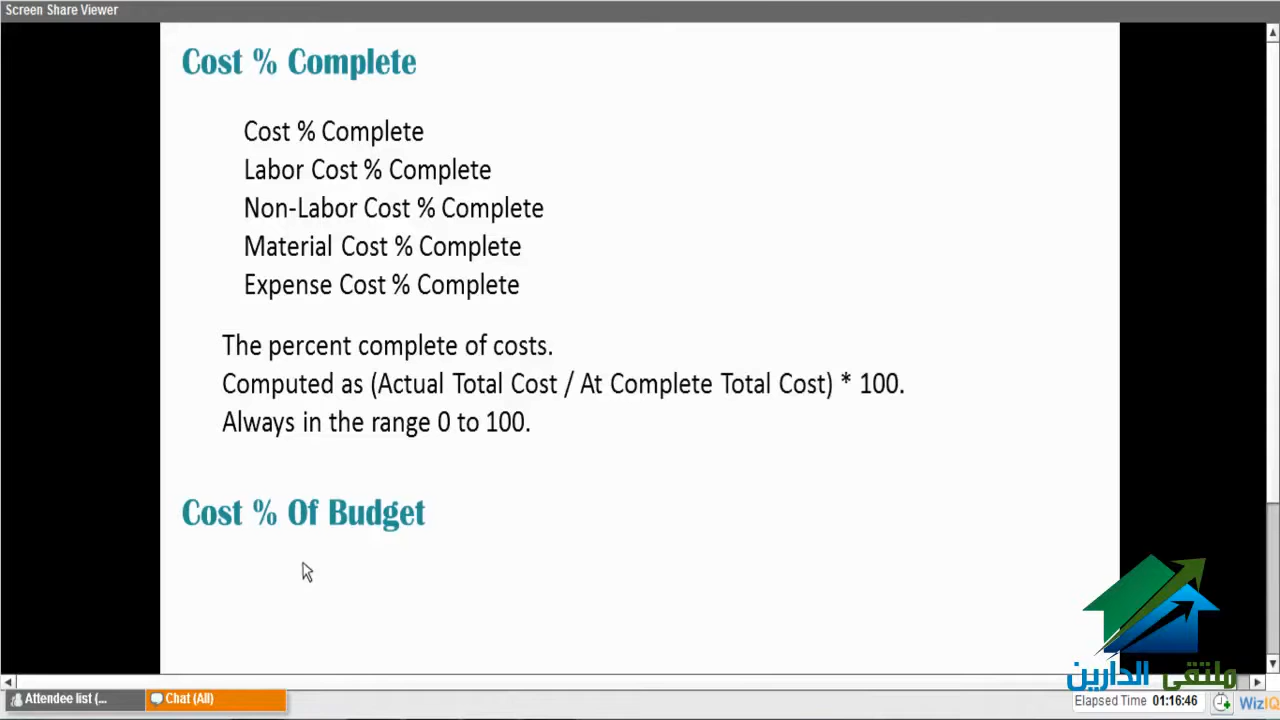 Screen Share Viewer
Cost % Complete
Cost % Complete
Labor Cost % Complete
Non-Labor Cost % Complete
Material Cost % Complete
Expense Cost % Complete
The percent complete of costs.
Computed as (Actual Total Cost / At Complete Total Cost) * 100.
Always in the range 0 to 100.
Cost % Of Budget
ملتقى الدارين
Attendee list (...
Chat (All)
Elapsed Time 01:16:46
WizIQ